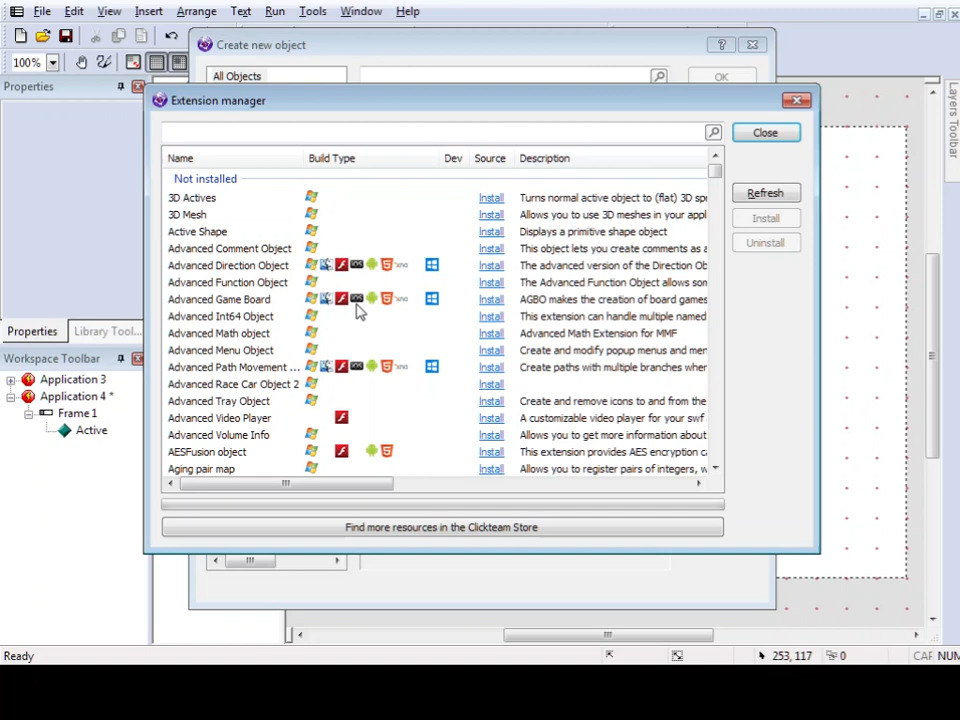 File Edit View Insert Arrange Text Run Tools Window Help
Create new object
100%
All Objects
OK
Properties
Extension manager
Layers Toolbar
Close
Name Build Type Dev Source Description
Not installed
3D Actives Install Turns normal active object to (flat) 3D spr
Refresh
3D Mesh Install Allows you to use 3D meshes in your appl
Install
Active Shape Install Displays a primitive shape object
Uninstall
Advanced Comment Object Install This object lets you create comments as a
Advanced Direction Object Install The advanced version of the Direction Ob
Advanced Function Object Install The Advanced Function Object allows som
Advanced Game Board Install AGBO makes the creation of board games
Advanced Int64 Object Install This extension can handle multiple named
Advanced Math object Install Advanced Math Extension for MMF
Properties Library Tool...
Advanced Menu Object Install Create and modify popup menus and men
Workspace Toolbar
Advanced Path Movement ... Install Create paths with multiple branches wher
Application 3
Advanced Race Car Object 2 Install
Application 4 *
Advanced Tray Object Install Create and remove icons to and from the
Frame 1
Advanced Video Player Install A customizable video player for your swf
Active
Advanced Volume Info Install Allows you to get more information about
AESFusion object Install This extension provides AES encryption ca
Aging pair map Install Allows you to register pairs of integers, w
Find more resources in the Clickteam Store
Ready 253, 117 0 CAP NUM